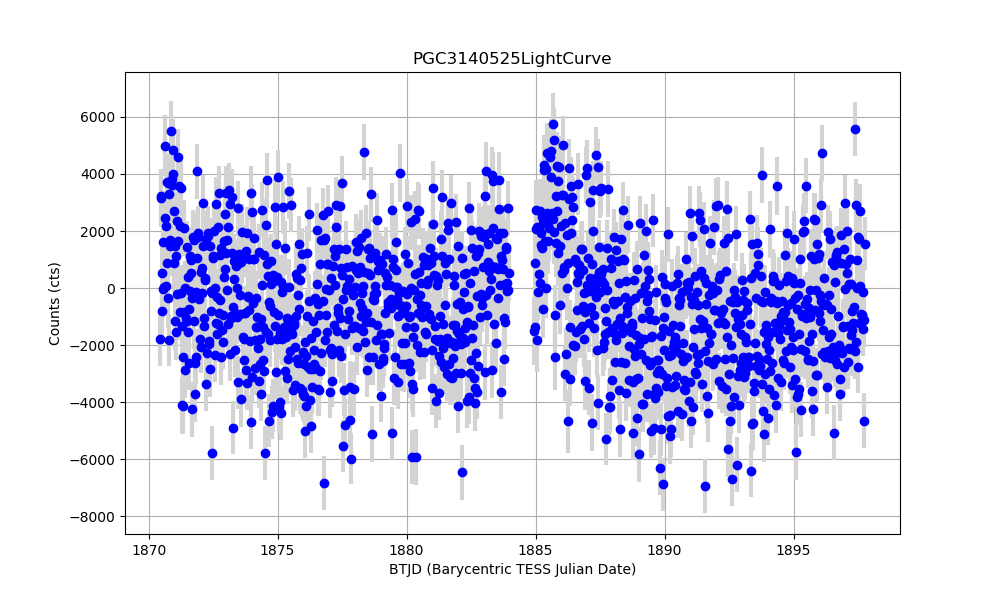 PGC3140525LightCurve
6000
4000
2000
0
−2000
−4000
−6000
−8000
Counts (cts)
1870 1875 1880 1885 1890 1895
BTJD (Barycentric TESS Julian Date)